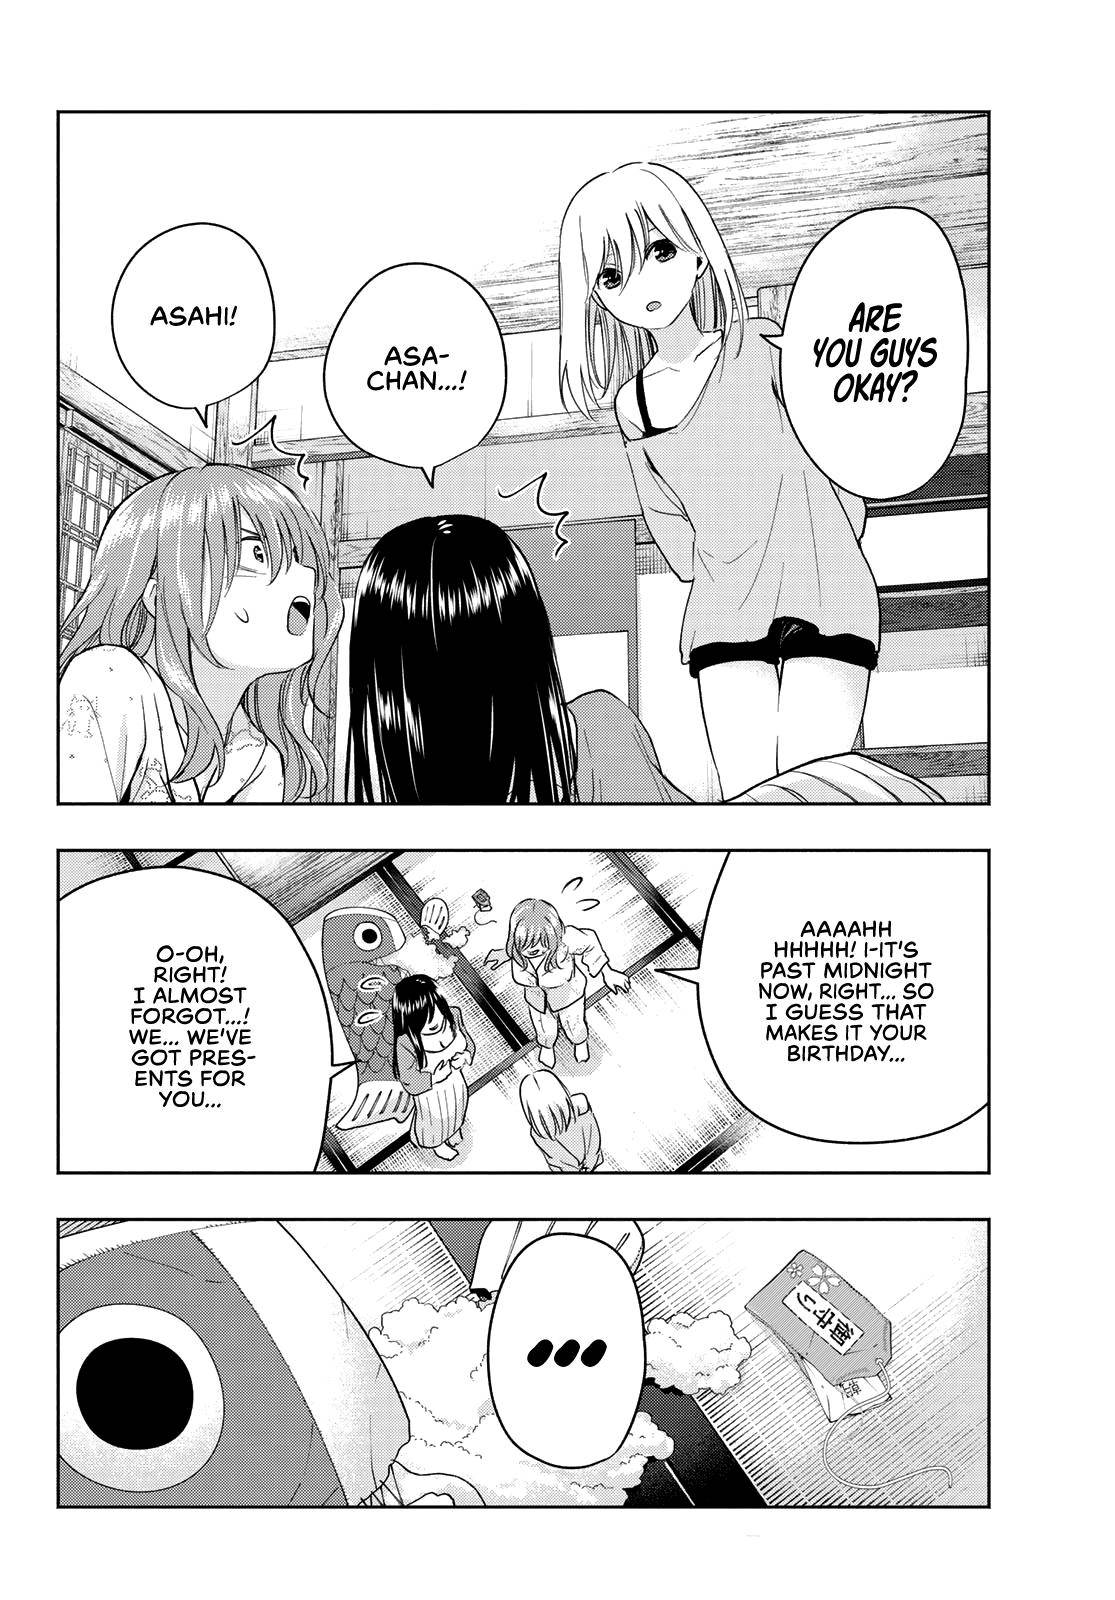 ARE
YOU GUYS
OKAY?
ASA-
CHAN...!
ASAHI!
AAAAHH
HHHHH! I-IT'S
PAST MIDNIGHT
NOW, RIGHT... SO
I GUESS THAT
MAKES IT YOUR
BIRTHDAY...
O-OH,
RIGHT!
I ALMOST
FORGOT...!
WE... WE'VE
GOT PRES-
ENTS FOR
YOU...
御守り
...